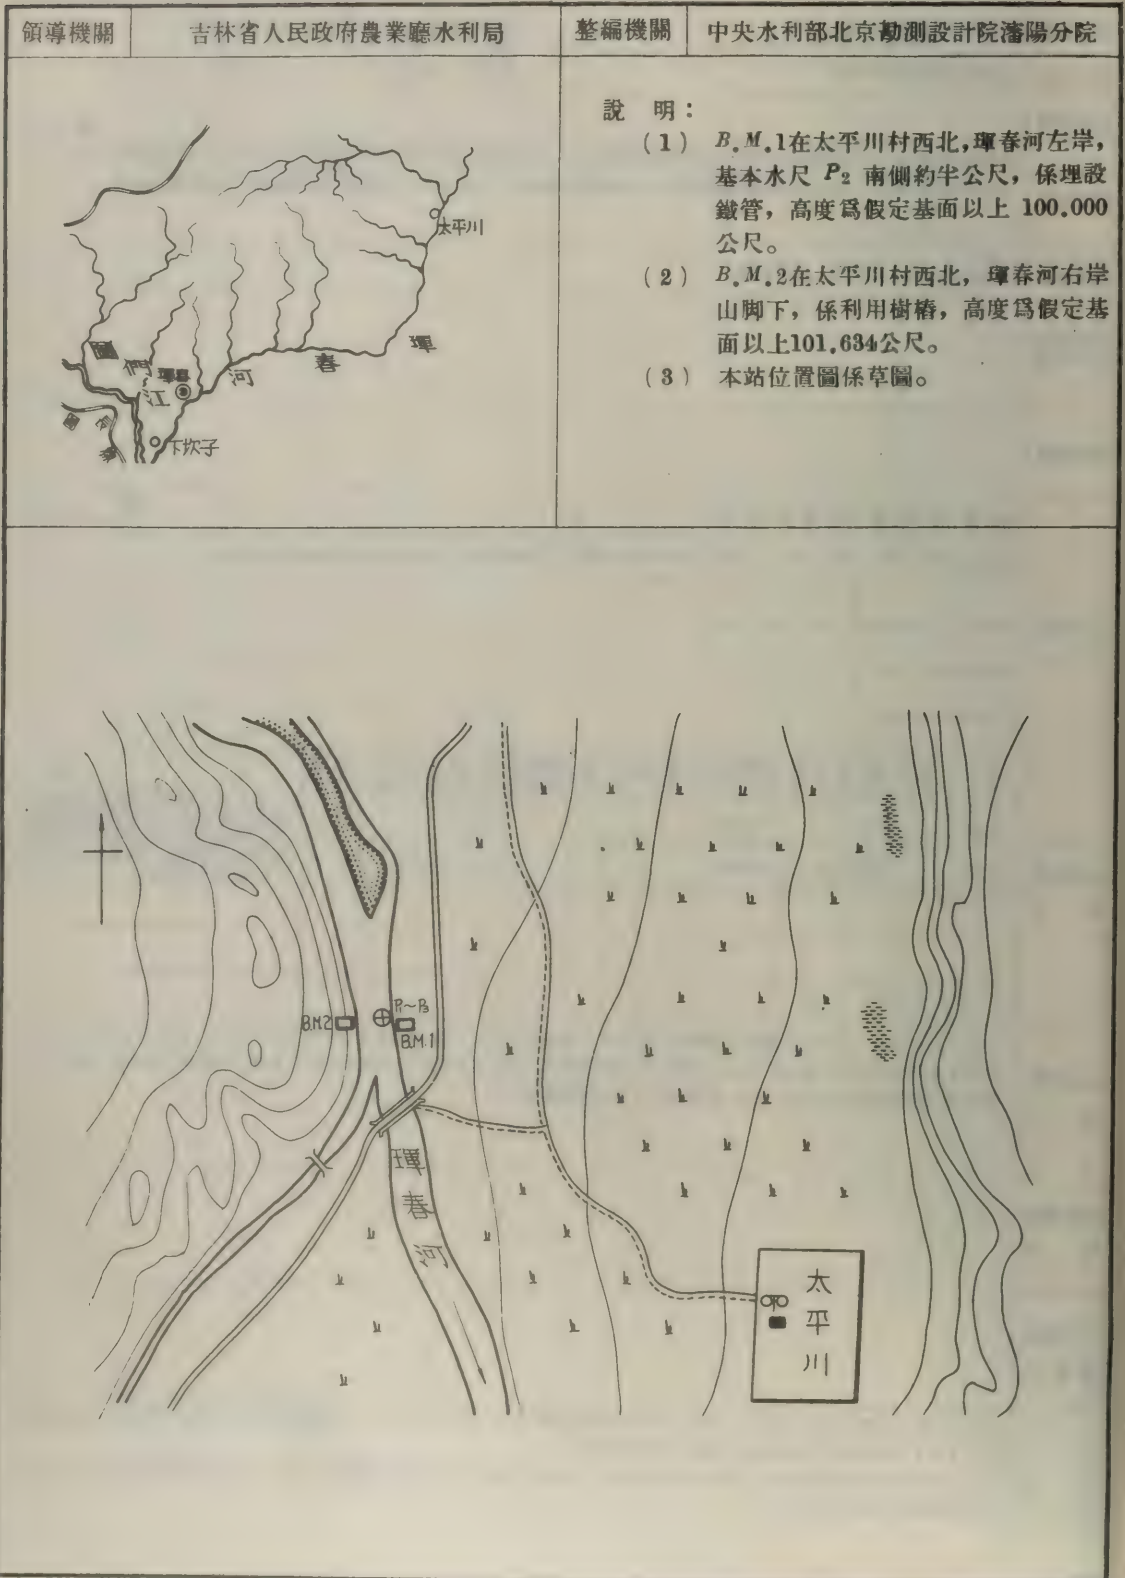 領導機關 吉林省人民政府農業廳水利局 整編機關 中央水利部北京勘測設計院瀋陽分院
說 明：
(1) B.M.1在太平川村西北，琿春河左岸，
基本水尺 P₂ 南側約半公尺，係埋設
鐵管，高度爲假定基面以上 100.000
公尺。
(2) B.M.2在太平川村西北，琿春河右岸
山脚下，係利用樹樁，高度爲假定基
面以上101.634公尺。
(3) 本站位置圖係草圖。
太平川
琿春河
圖們江
琿春
下坎子
B.M.2
P₁～P₃
B.M.1
琿春河
太平川